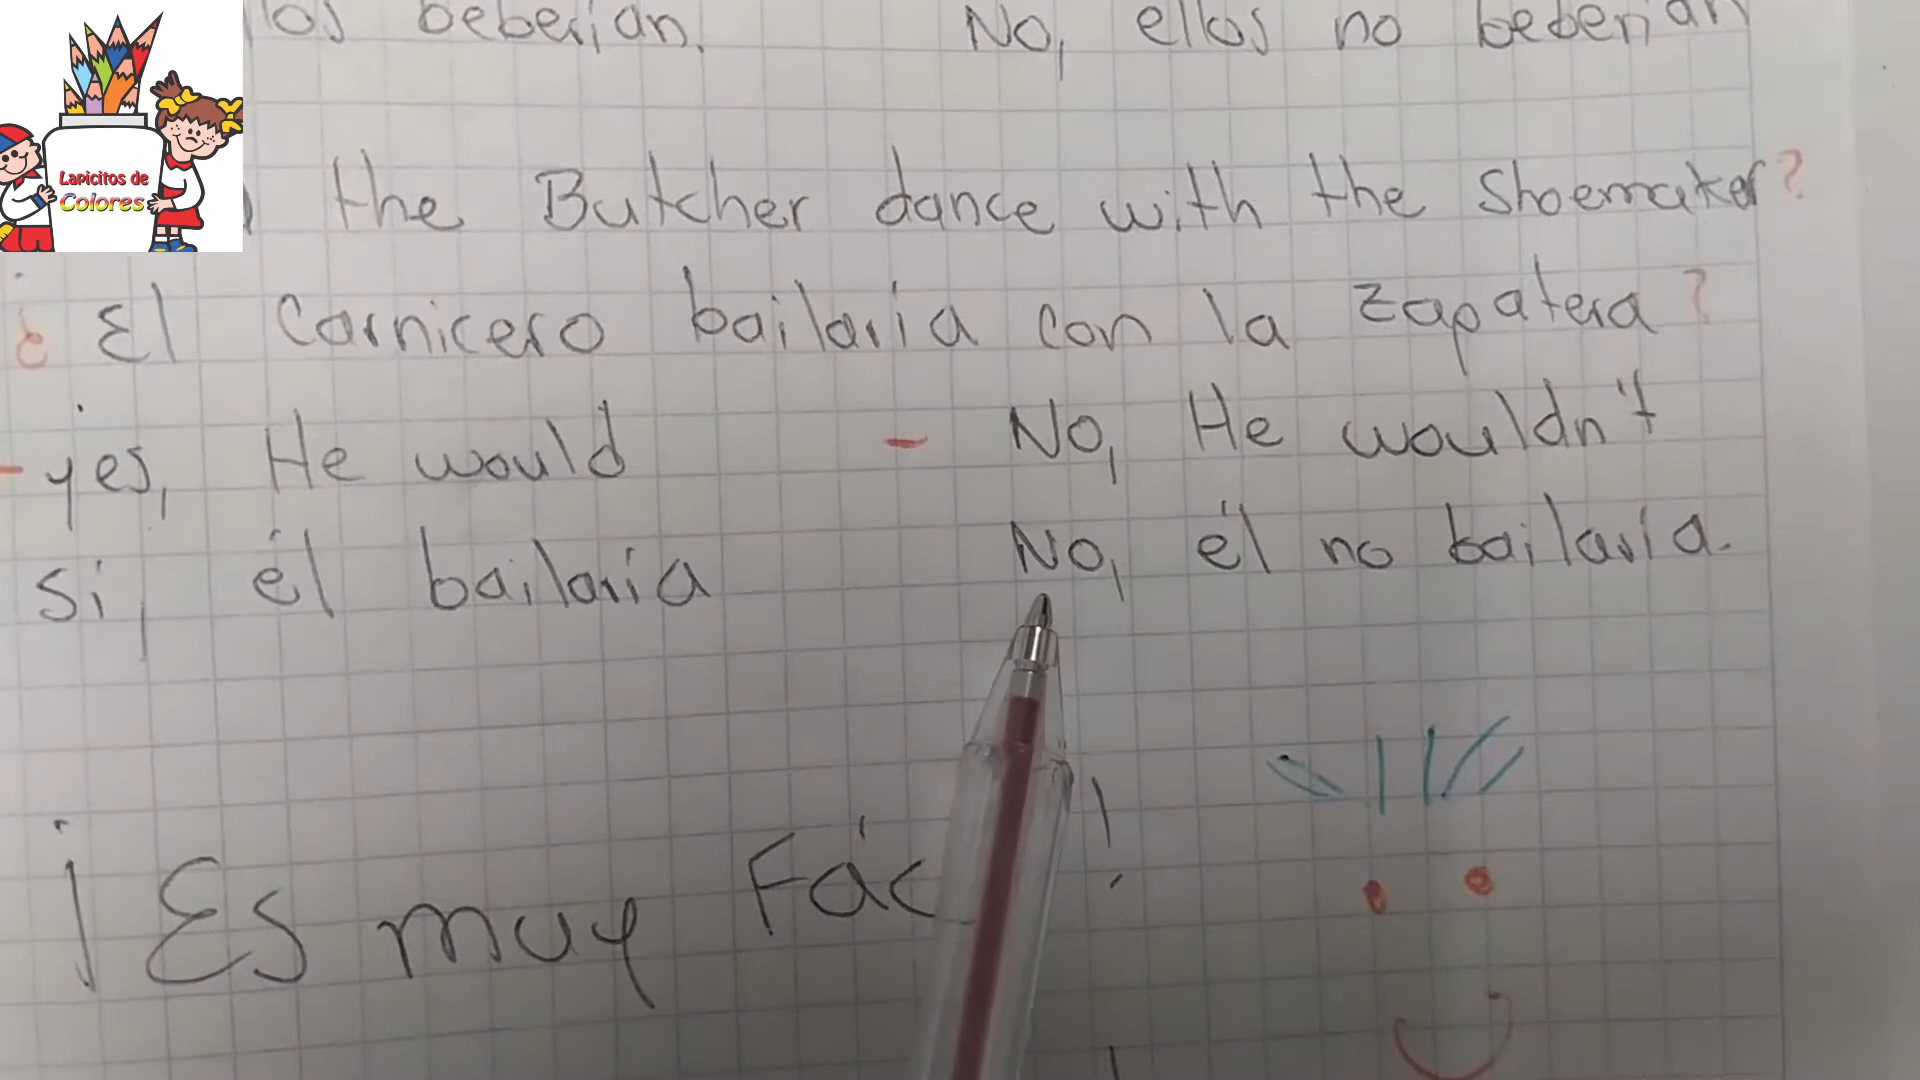 beberían. No, ellos no beberían
Lapicitos de
Colores
the Butcher dance with the Shoemaker?
¿El Carnicero bailaría con la zapatera?
- yes, He would - No, He wouldn't
Si, él bailaría No, él no bailaría.
¡Es muy Fác !